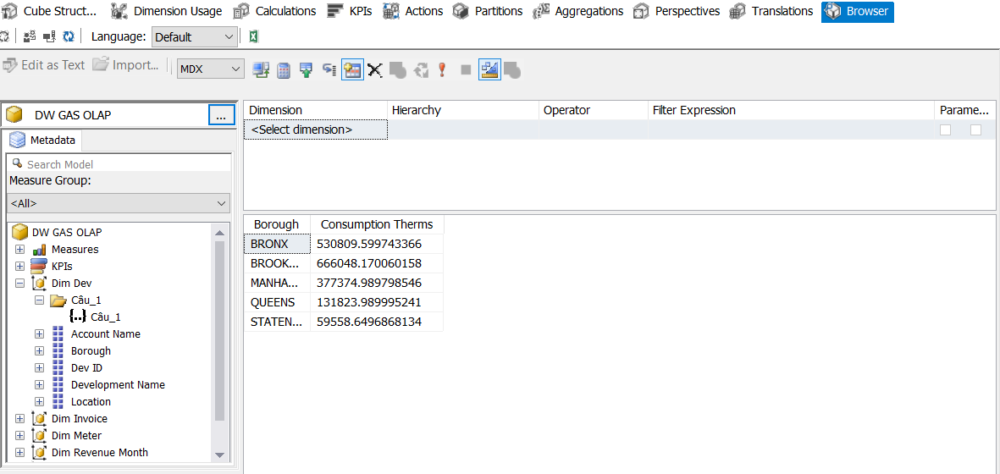 Cube Struct... Dimension Usage Calculations KPIs Actions Partitions Aggregations Perspectives Translations Browser
Language: Default
Edit as Text Import... MDX
DW GAS OLAP ...
Metadata
Search Model
Measure Group:
<All>
DW GAS OLAP
Measures
KPIs
Dim Dev
Câu_1
Câu_1
Account Name
Borough
Dev ID
Development Name
Location
Dim Invoice
Dim Meter
Dim Revenue Month
Dimension Hierarchy Operator Filter Expression Parame...
<Select dimension>
Borough Consumption Therms
BRONX 530809.599743366
BROOK... 666048.170060158
MANHA... 377374.989798546
QUEENS 131823.989995241
STATEN... 59558.6496868134